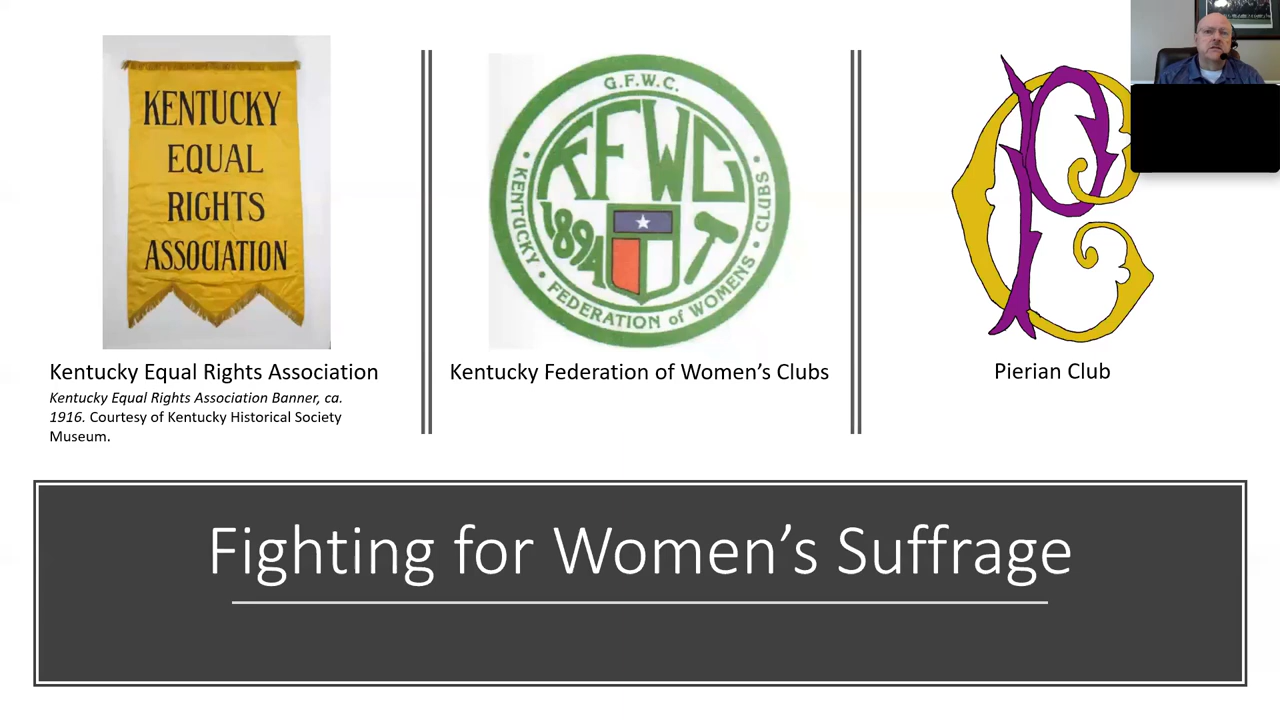 KENTUCKY
EQUAL
RIGHTS
ASSOCIATION
Kentucky Equal Rights Association
Kentucky Equal Rights Association Banner, ca.
1916. Courtesy of Kentucky Historical Society
Museum.
G.F.W.C.
KFWC
1894
• KENTUCKY • FEDERATION of WOMENS • CLUBS •
Kentucky Federation of Women’s Clubs
PC
Pierian Club
Fighting for Women’s Suffrage